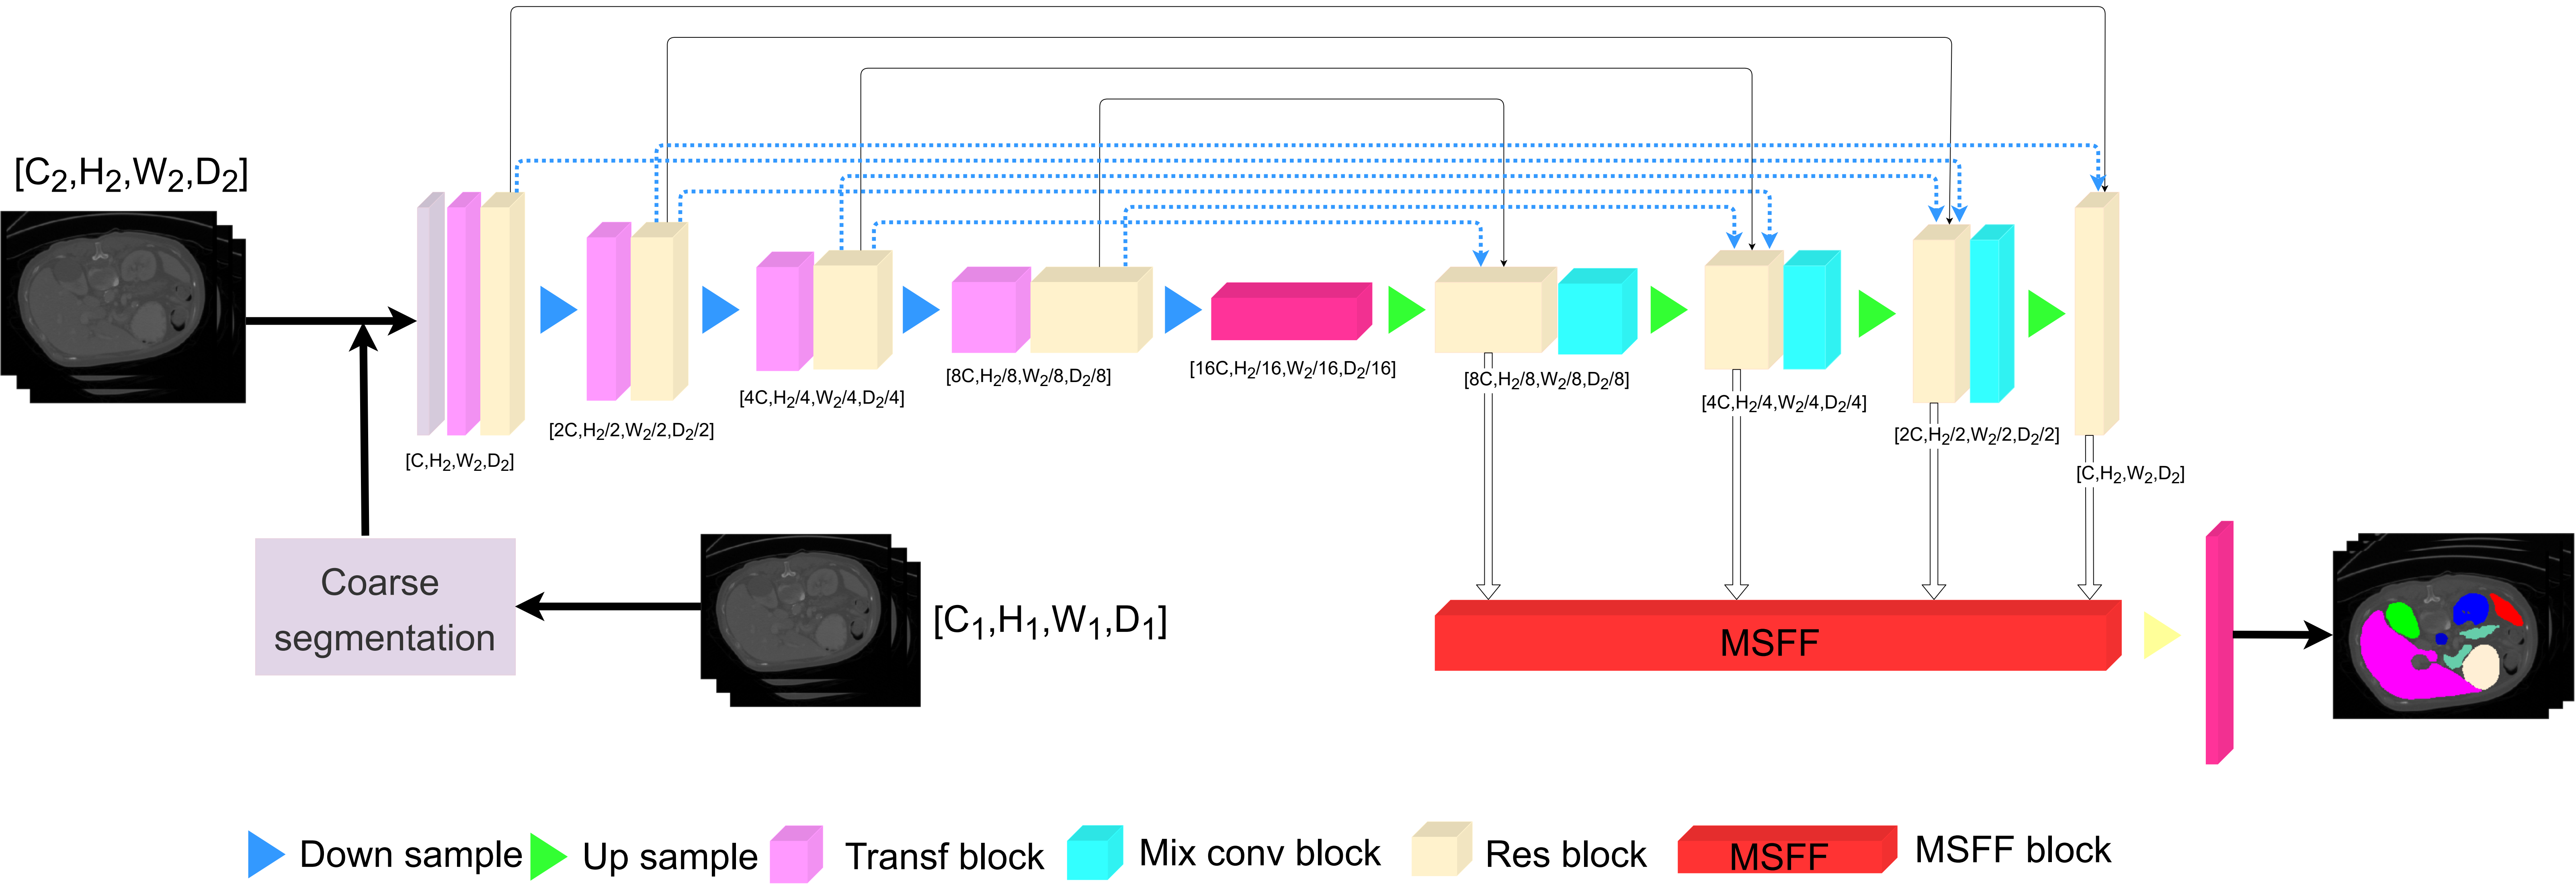 [C₂,H₂,W₂,D₂]
[C,H₂,W₂,D₂]
[2C,H₂/2,W₂/2,D₂/2]
[4C,H₂/4,W₂/4,D₂/4]
[8C,H₂/8,W₂/8,D₂/8]
[16C,H₂/16,W₂/16,D₂/16]
[8C,H₂/8,W₂/8,D₂/8]
[4C,H₂/4,W₂/4,D₂/4]
[2C,H₂/2,W₂/2,D₂/2]
[C,H₂,W₂,D₂]
Coarse
segmentation
[C₁,H₁,W₁,D₁]
MSFF
Down sample
Up sample
Transf block
Mix conv block
Res block
MSFF
MSFF block